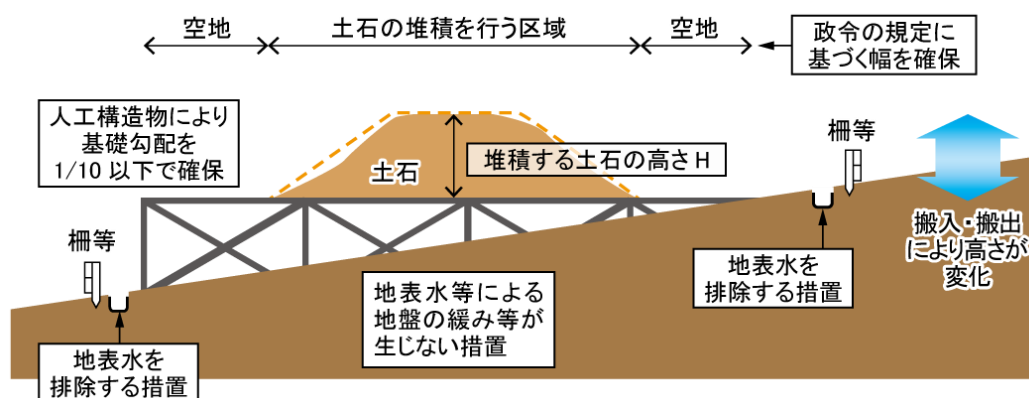 空地
土石の堆積を行う区域
空地
政令の規定に
基づく幅を確保
人工構造物により
基礎勾配を
1/10以下で確保
土石
堆積する土石の高さH
柵等
搬入・搬出
により高さが
変化
柵等
地表水等による
地盤の緩み等が
生じない措置
地表水を
排除する措置
地表水を
排除する措置